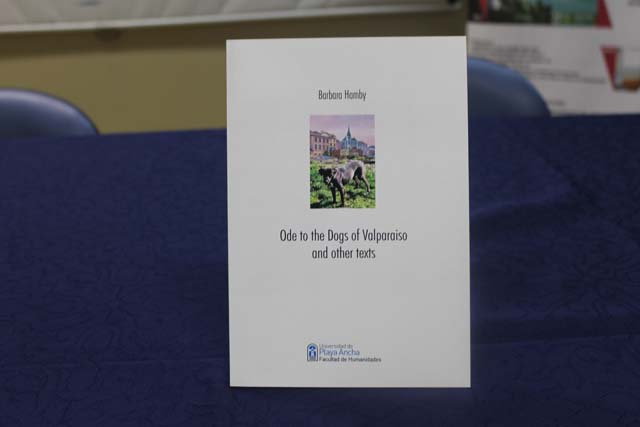 Barbara Hamby
Ode to the Dogs of Valparaiso
and other texts
Universidad de
Playa Ancha
Facultad de Humanidades